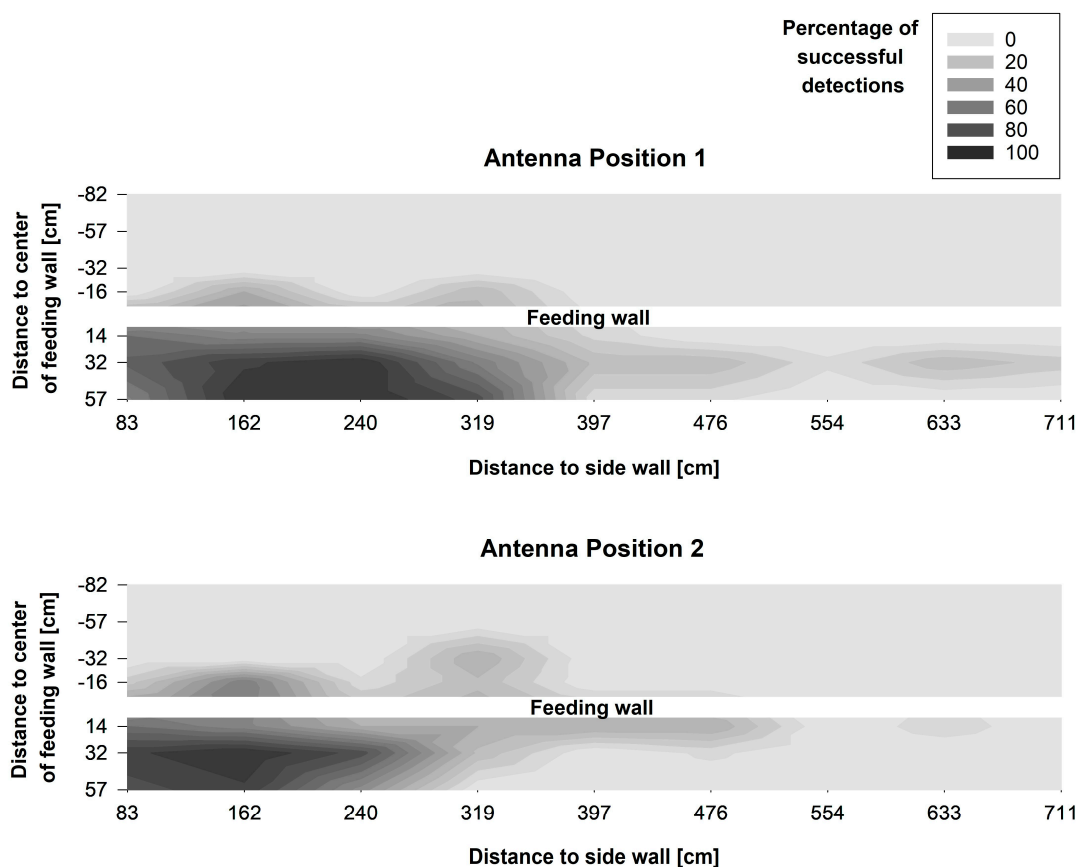 Percentage of
successful
detections
0
20
40
60
80
100
Antenna Position 1
Distance to center
of feeding wall [cm]
-82
-57
-32
-16
Feeding wall
14
32
57
83 162 240 319 397 476 554 633 711
Distance to side wall [cm]
Antenna Position 2
Distance to center
of feeding wall [cm]
-82
-57
-32
-16
Feeding wall
14
32
57
83 162 240 319 397 476 554 633 711
Distance to side wall [cm]